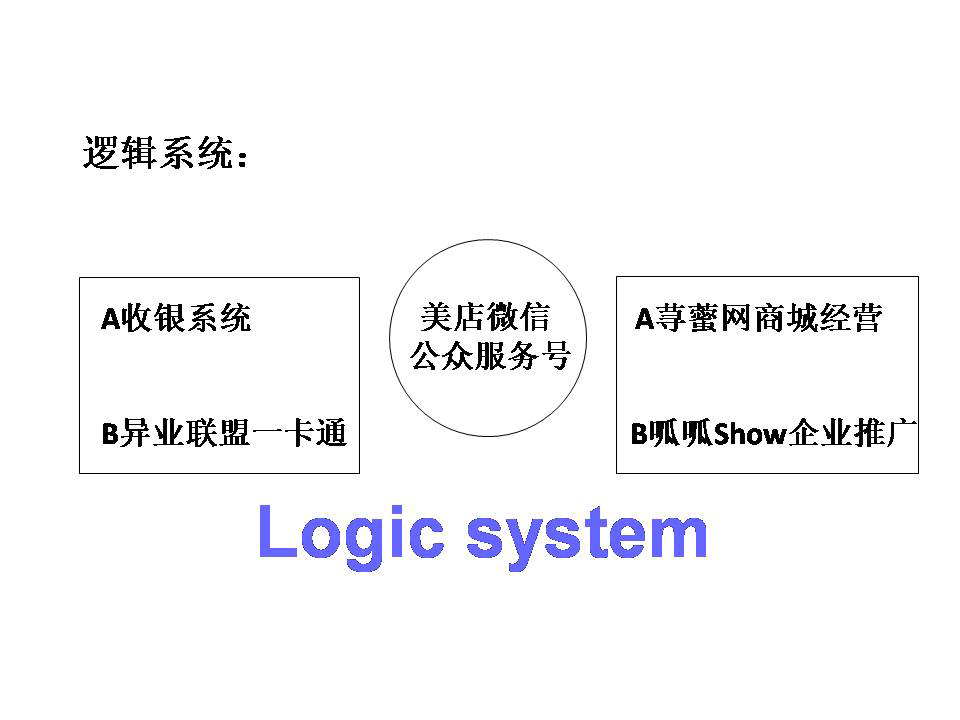 逻辑系统：
A收银系统
B异业联盟一卡通
美店微信
公众服务号
A荨蜜网商城经营
B呱呱Show企业推广
Logic system